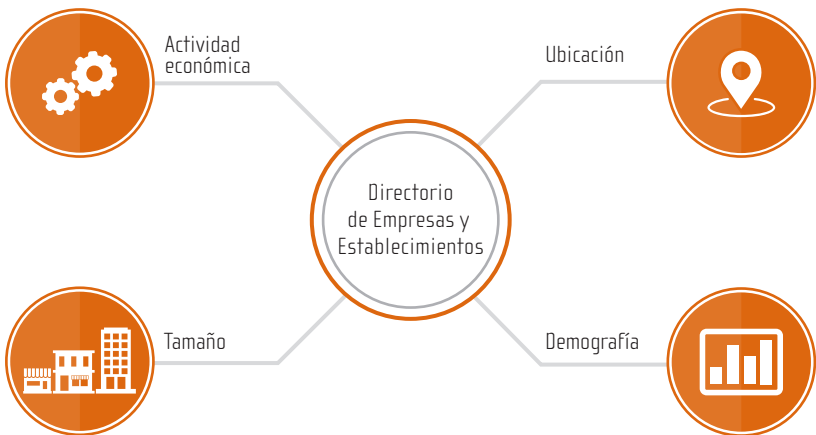 Actividad
económica
Ubicación
Directorio
de Empresas y
Establecimientos
Tamaño
Demografía